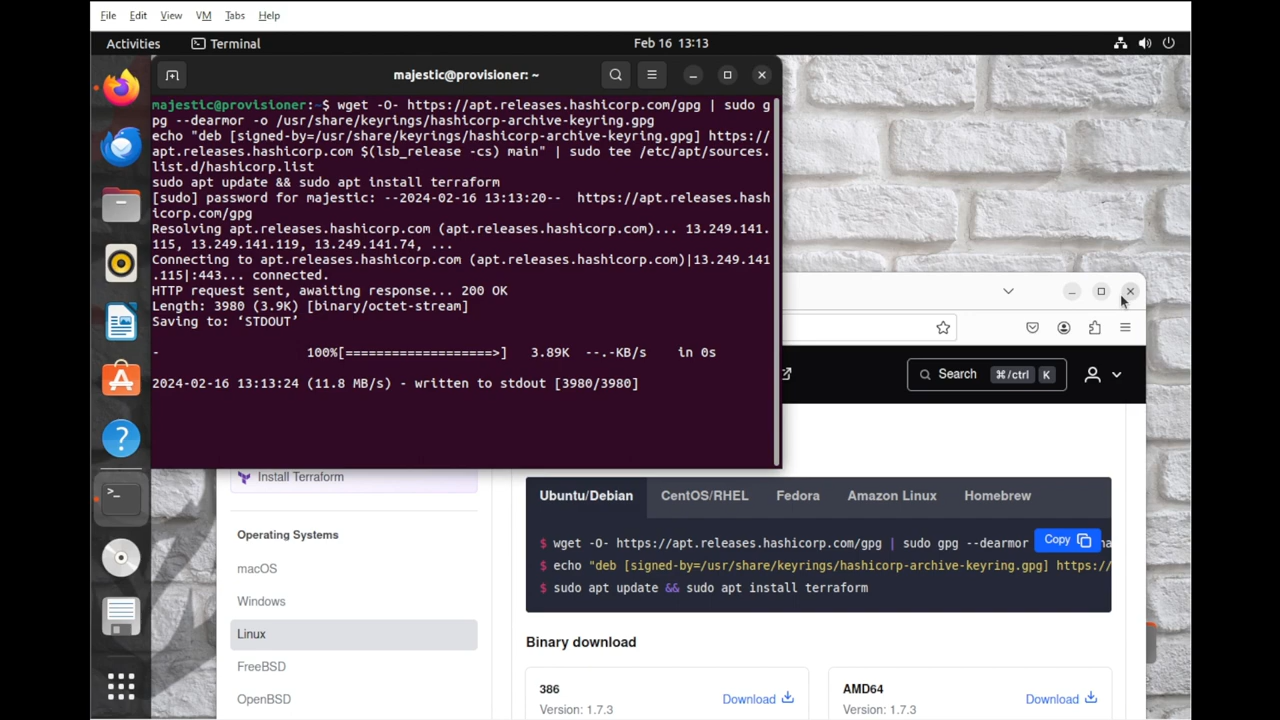 File Edit View VM Tabs Help
Activities Terminal Feb 16 13:13
majestic@provisioner: ~
majestic@provisioner:~$ wget -O- https://apt.releases.hashicorp.com/gpg | sudo g
pg --dearmor -o /usr/share/keyrings/hashicorp-archive-keyring.gpg
echo "deb [signed-by=/usr/share/keyrings/hashicorp-archive-keyring.gpg] https://
apt.releases.hashicorp.com $(lsb_release -cs) main" | sudo tee /etc/apt/sources.
list.d/hashicorp.list
sudo apt update && sudo apt install terraform
[sudo] password for majestic: --2024-02-16 13:13:20--  https://apt.releases.hash
icorp.com/gpg
Resolving apt.releases.hashicorp.com (apt.releases.hashicorp.com)... 13.249.141.
115, 13.249.141.119, 13.249.141.74, ...
Connecting to apt.releases.hashicorp.com (apt.releases.hashicorp.com)|13.249.141
.115|:443... connected.
HTTP request sent, awaiting response... 200 OK
Length: 3980 (3.9K) [binary/octet-stream]
Saving to: ‘STDOUT’
- 100%[===================>] 3.89K --.-KB/s in 0s
2024-02-16 13:13:24 (11.8 MB/s) - written to stdout [3980/3980]
Search ⌘/ctrl K
Install Terraform
Operating Systems
macOS
Windows
Linux
FreeBSD
OpenBSD
Ubuntu/Debian CentOS/RHEL Fedora Amazon Linux Homebrew
$ wget -O- https://apt.releases.hashicorp.com/gpg | sudo gpg --dearmor
Copy
$ echo "deb [signed-by=/usr/share/keyrings/hashicorp-archive-keyring.gpg] https://
$ sudo apt update && sudo apt install terraform
Binary download
386
Version: 1.7.3
Download
AMD64
Version: 1.7.3
Download